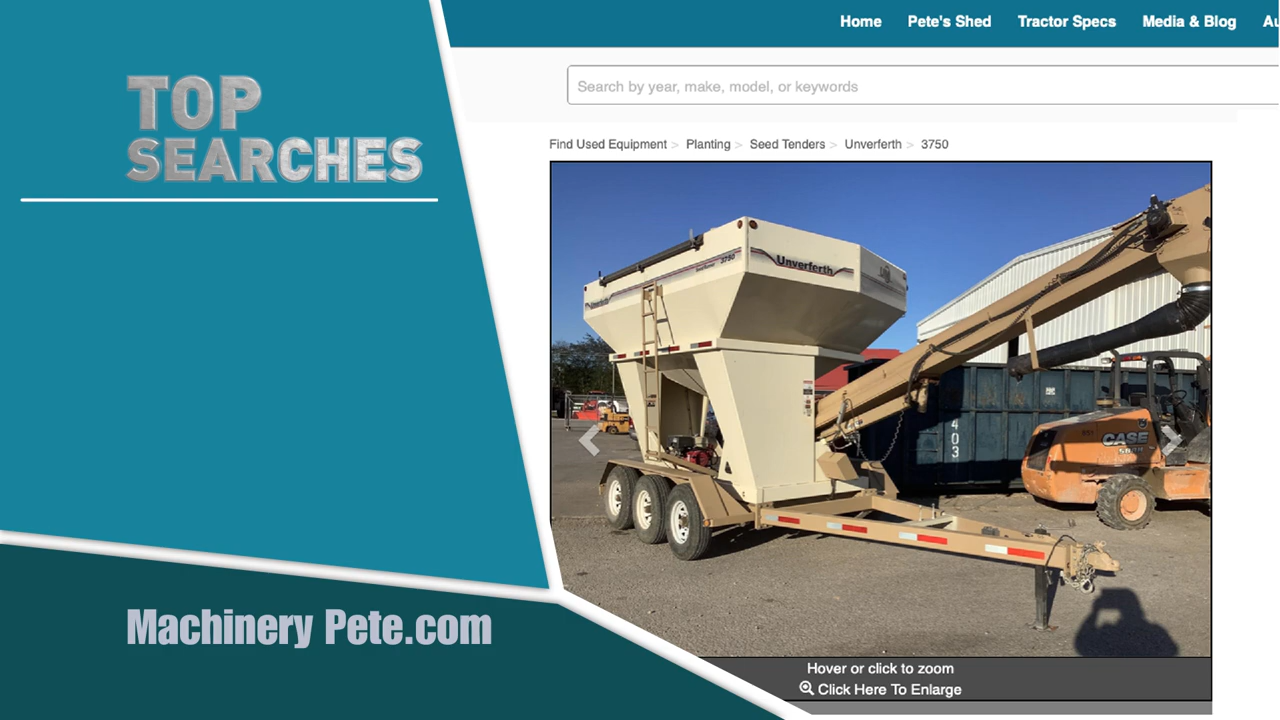 TOP
SEARCHES
Machinery Pete.com
Home Pete's Shed Tractor Specs Media & Blog
Search by year, make, model, or keywords
Find Used Equipment > Planting > Seed Tenders > Unverferth > 3750
Unverferth
3750
Unverferth
403
CASE
Hover or click to zoom
Click Here To Enlarge